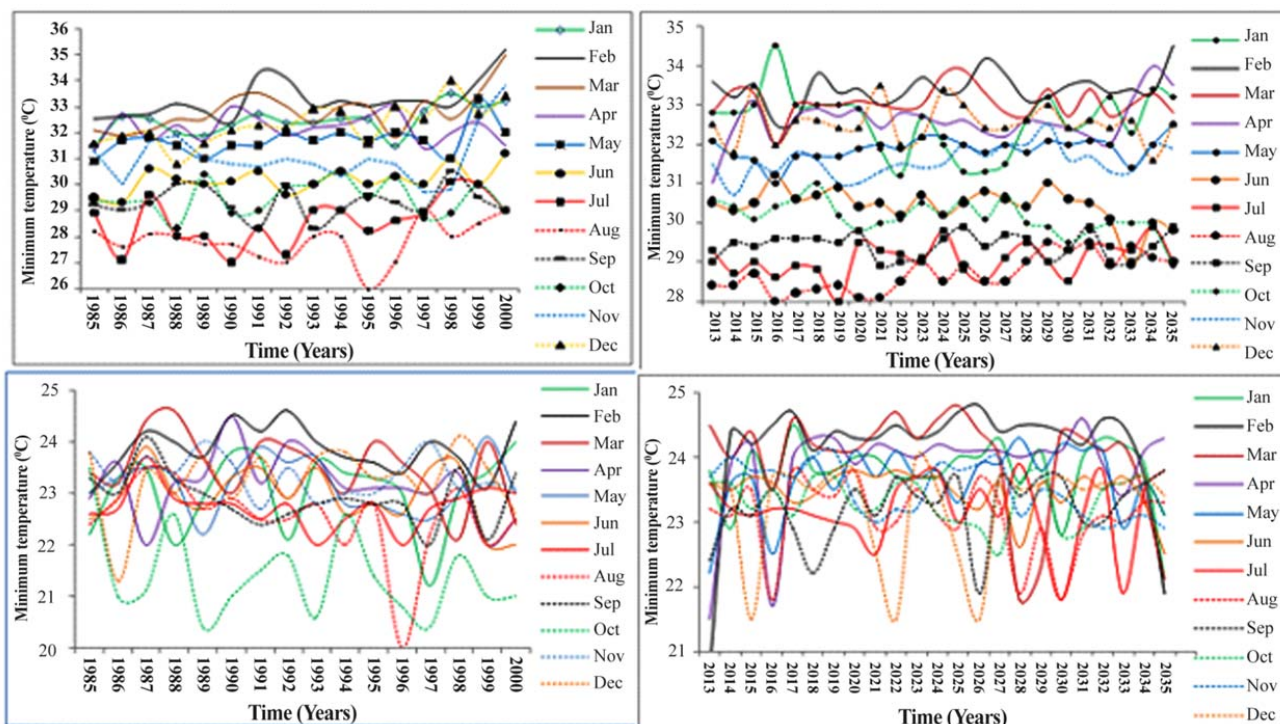 Minimum temperature (⁰C)
36
35
34
33
32
31
30
29
28
27
26
1985 1986 1987 1988 1989 1990 1991 1992 1993 1994 1995 1996 1997 1998 1999 2000
Time (Years)
Jan
Feb
Mar
Apr
May
Jun
Jul
Aug
Sep
Oct
Nov
Dec
Minimum temperature (⁰C)
35
34
33
32
31
30
29
28
2013 2014 2015 2016 2017 2018 2019 2020 2021 2022 2023 2024 2025 2026 2027 2028 2029 2030 2031 2032 2033 2034 2035
Time (Years)
Jan
Feb
Mar
Apr
May
Jun
Jul
Aug
Sep
Oct
Nov
Dec
Minimum temperature (⁰C)
25
24
23
22
21
20
1985 1986 1987 1988 1989 1990 1991 1992 1993 1994 1995 1996 1997 1998 1999 2000
Time (Years)
Jan
Feb
Mar
Apr
May
Jun
Jul
Aug
Sep
Oct
Nov
Dec
Minimum temperature (⁰C)
25
24
23
22
21
2013 2014 2015 2016 2017 2018 2019 2020 2021 2022 2023 2024 2025 2026 2027 2028 2029 2030 2031 2032 2033 2034 2035
Time (Years)
Jan
Feb
Mar
Apr
May
Jun
Jul
Aug
Sep
Oct
Nov
Dec